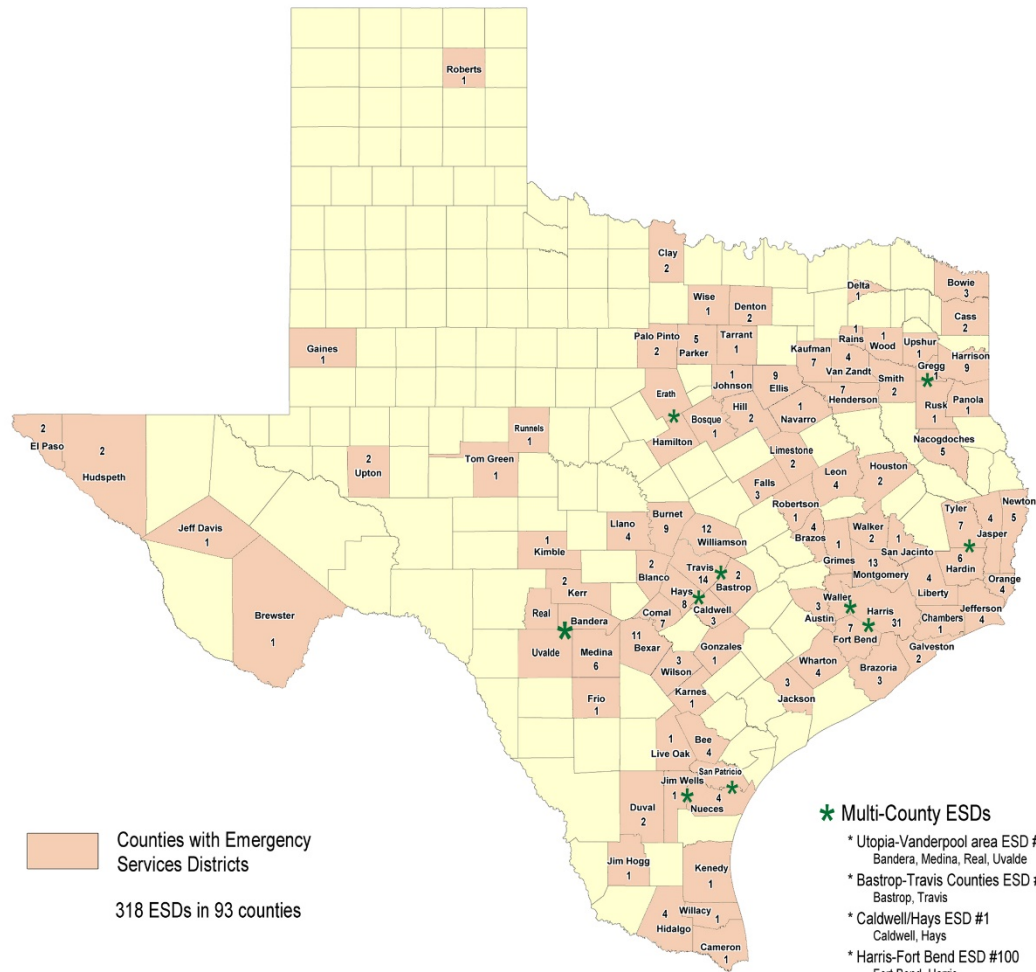 Roberts
1
Clay
2
Delta
1
Bowie
3
Cass
2
Wise
1
Denton
2
Palo Pinto
2
5
Parker
Tarrant
1
Kaufman
7
1
Rains
1
Wood
Upshur
1
Gregg
1
Harrison
9
4
Van Zandt
Smith
2
Gaines
1
1
Johnson
9
Ellis
7
Henderson
Rusk
1
Panola
1
Erath
*
Hamilton
Bosque
1
Hill
2
1
Navarro
Nacogdoches
5
2
El Paso
2
Hudspeth
Runnels
1
2
Upton
Tom Green
1
Limestone
2
Falls
3
Leon
4
Houston
2
Robertson
1
4
Brazos
Jeff Davis
1
Brewster
1
Burnet
9
12
Williamson
Llano
4
1
Kimble
2
Blanco
Travis
14
*
2
Bastrop
Hays
8
*
Caldwell
3
2
Kerr
Real
Bandera
*
Comal
7
Uvalde
Medina
6
11
Bexar
Gonzales
1
3
Wilson
Karnes
1
Frio
1
1
Grimes
Walker
2
1
San Jacinto
13
Montgomery
Tyler
7
4
Jasper
Newton
5
*
6
Hardin
Orange
4
4
Liberty
Jefferson
4
Chambers
1
Waller
*
Harris
31
*
7
Fort Bend
3
Austin
Galveston
2
Brazoria
3
Wharton
4
3
Jackson
1
Live Oak
Bee
4
San Patricio
*
Jim Wells
1
*
4
Nueces
Duval
2
Jim Hogg
1
Kenedy
1
4
Hidalgo
Willacy
1
Cameron
1
Counties with Emergency
Services Districts
318 ESDs in 93 counties
* Multi-County ESDs
* Utopia-Vanderpool area ESD #
Bandera, Medina, Real, Uvalde
* Bastrop-Travis Counties ESD #
Bastrop, Travis
* Caldwell/Hays ESD #1
Caldwell, Hays
* Harris-Fort Bend ESD #100